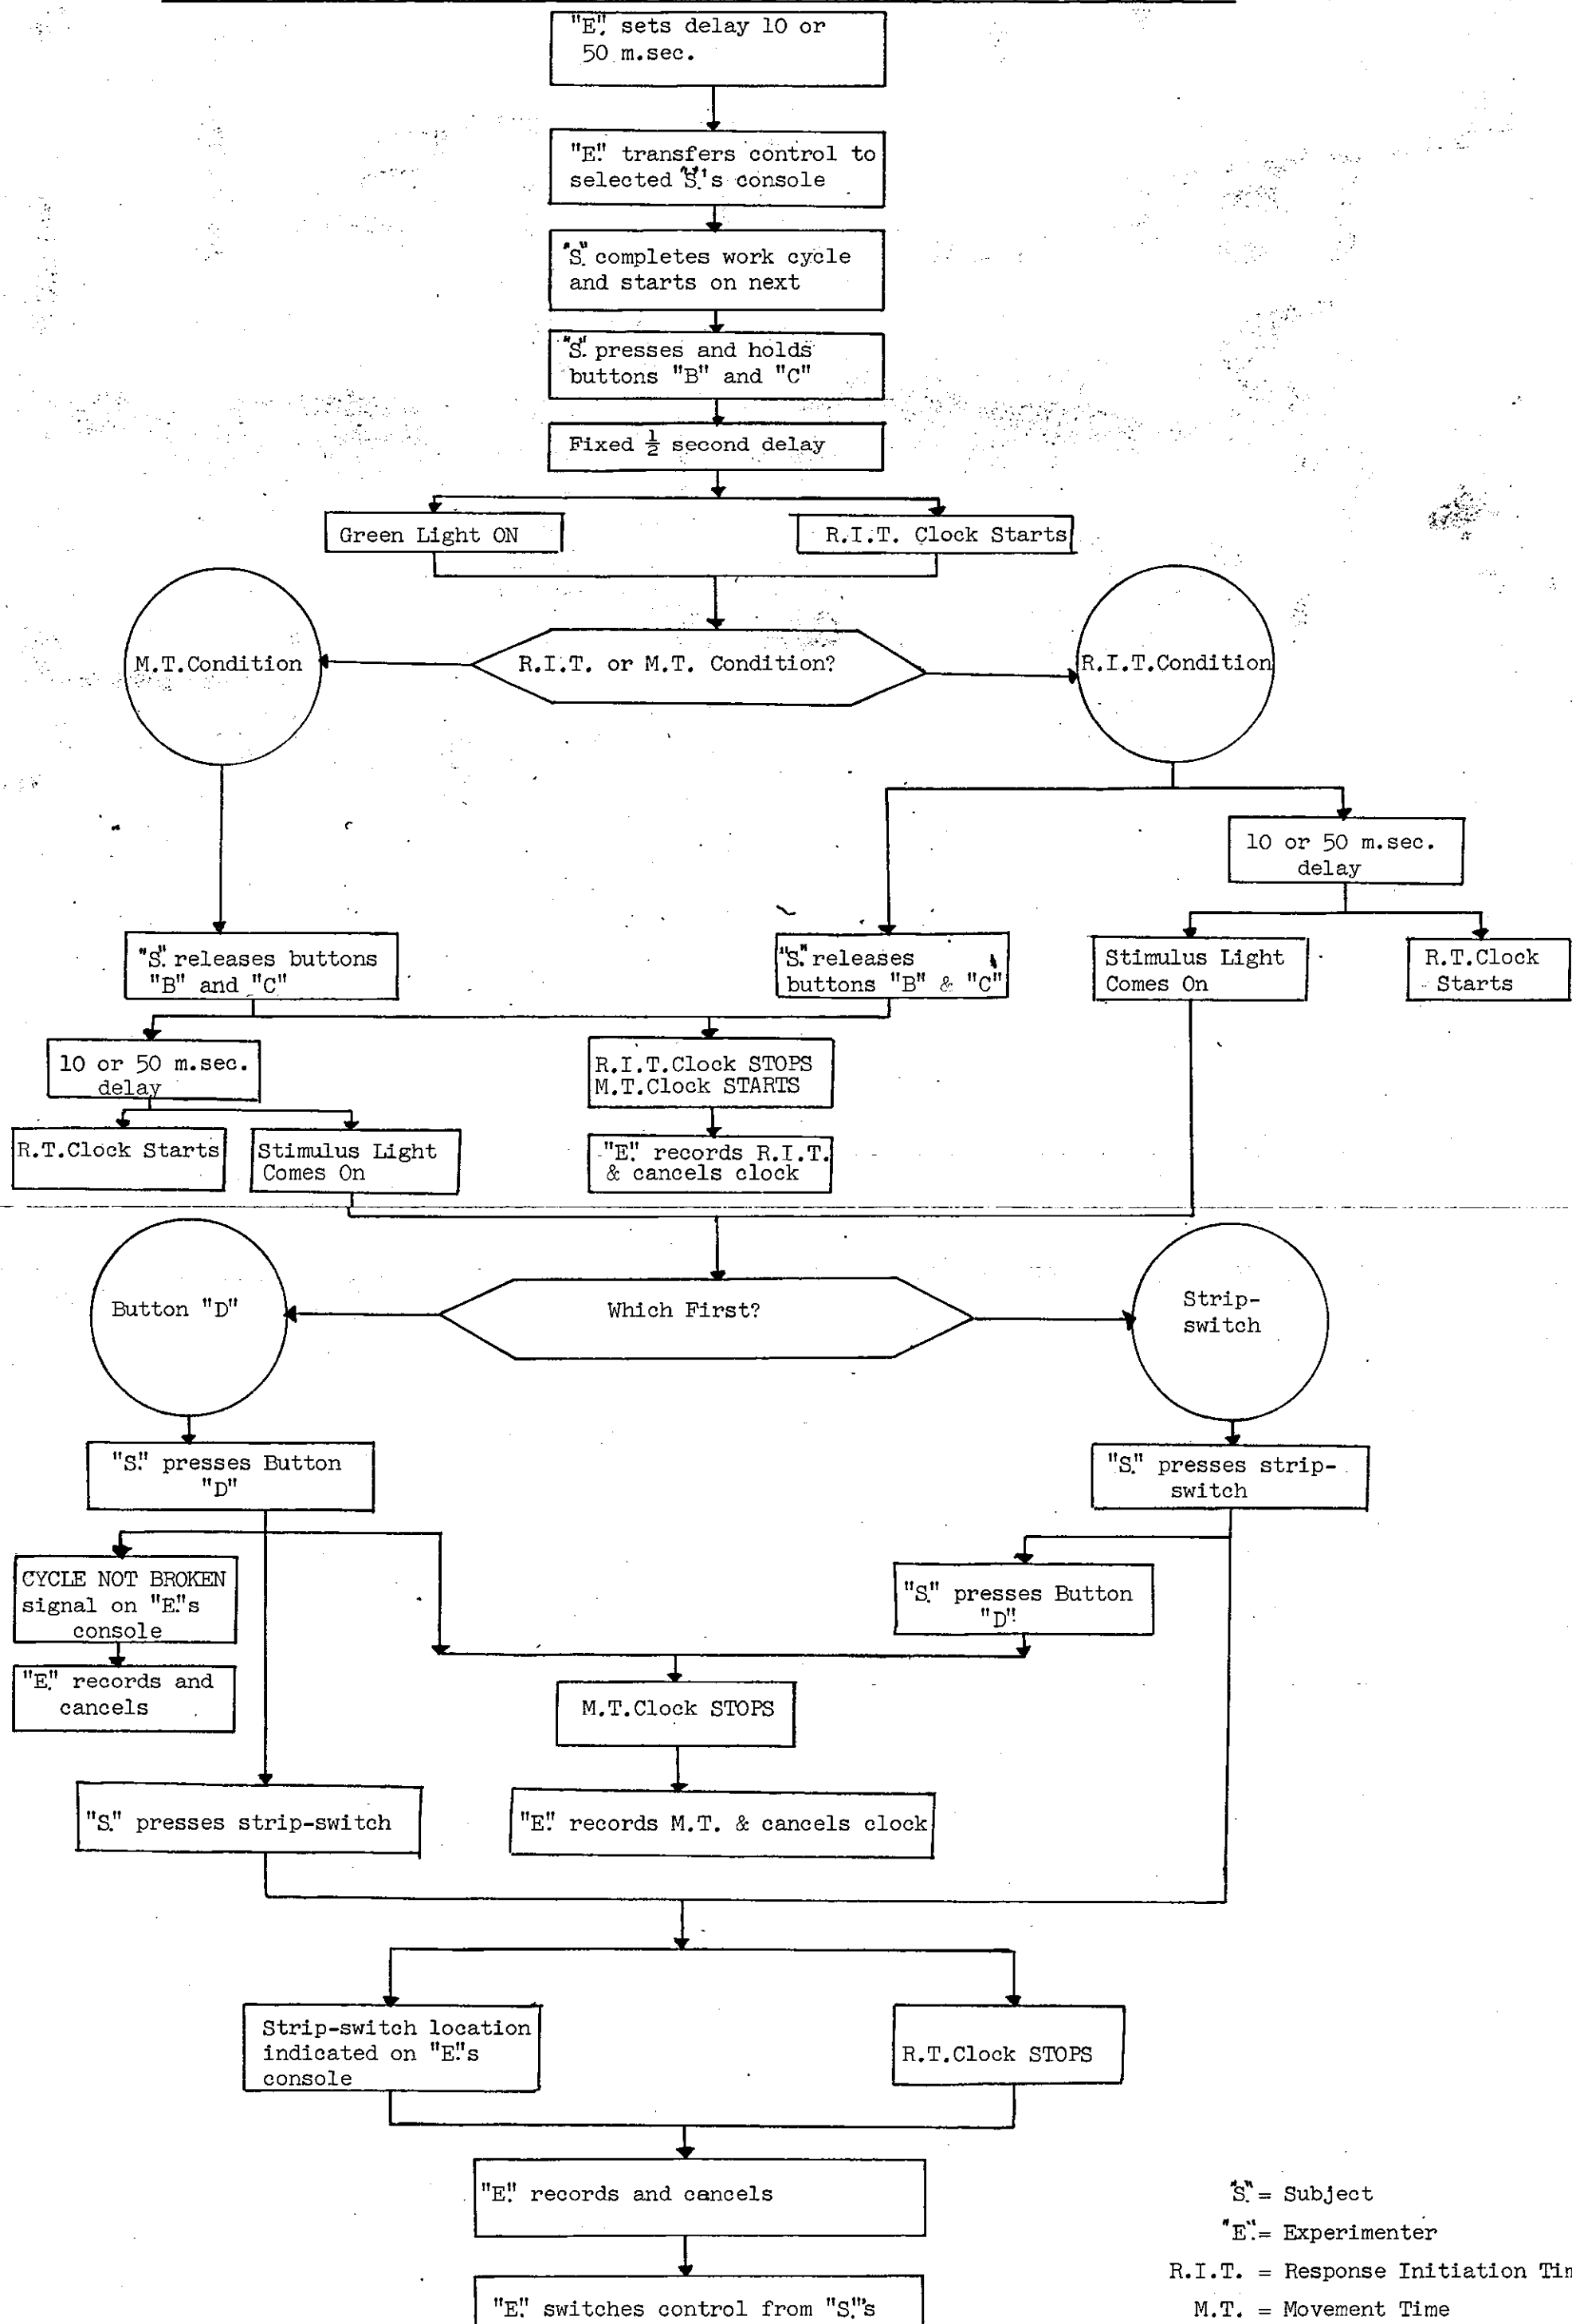 "E." sets delay 10 or
50 m.sec.
"E." transfers control to
selected "S."'s console
"S." completes work cycle
and starts on next
"S." presses and holds
buttons "B" and "C"
Fixed ½ second delay
Green Light ON
R.I.T. Clock Starts
M.T.Condition
R.I.T. or M.T. Condition?
R.I.T.Condition
10 or 50 m.sec.
delay
"S." releases buttons
"B" and "C"
"S." releases
buttons "B" & "C"
Stimulus Light
Comes On
R.T.Clock
Starts
10 or 50 m.sec.
delay
R.I.T.Clock STOPS
M.T.Clock STARTS
R.T.Clock Starts
Stimulus Light
Comes On
"E." records R.I.T.
& cancels clock
Button "D"
Which First?
Strip-
switch
"S." presses Button
"D"
"S." presses strip-
switch
CYCLE NOT BROKEN
signal on "E."s
console
"S." presses Button
"D"
"E." records and
cancels
M.T.Clock STOPS
"S." presses strip-switch
"E." records M.T. & cancels clock
Strip-switch location
indicated on "E."s
console
R.T.Clock STOPS
"E." records and cancels
"E." switches control from "S."'s
"S." = Subject
"E." = Experimenter
R.I.T. = Response Initiation
M.T. = Movement Time